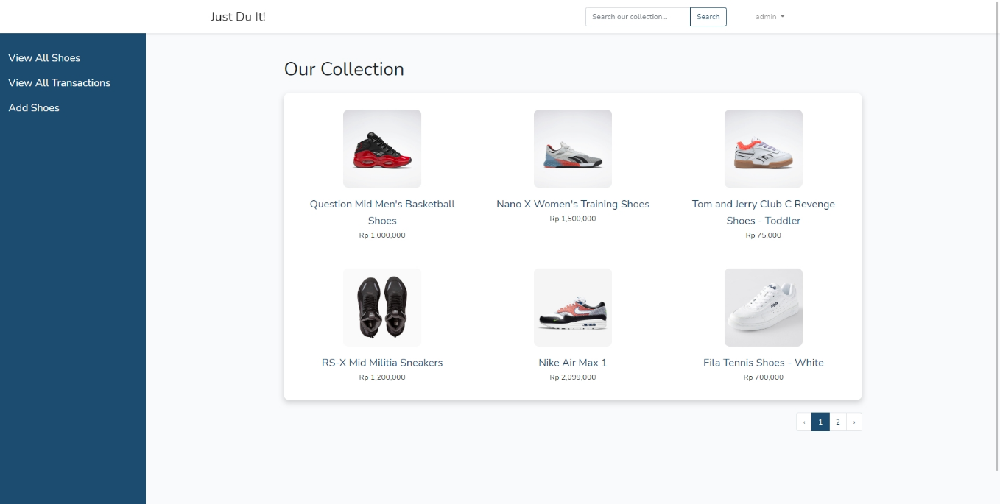 Just Du It!
Search our collection...
Search
admin
View All Shoes
View All Transactions
Add Shoes
Our Collection
Question Mid Men's Basketball
Shoes
Rp 1,000,000
Nano X Women's Training Shoes
Rp 1,500,000
Tom and Jerry Club C Revenge
Shoes - Toddler
Rp 75,000
FILA
RS-X Mid Militia Sneakers
Rp 1,200,000
Nike Air Max 1
Rp 2,099,000
Fila Tennis Shoes - White
Rp 700,000
‹ 1 2 ›